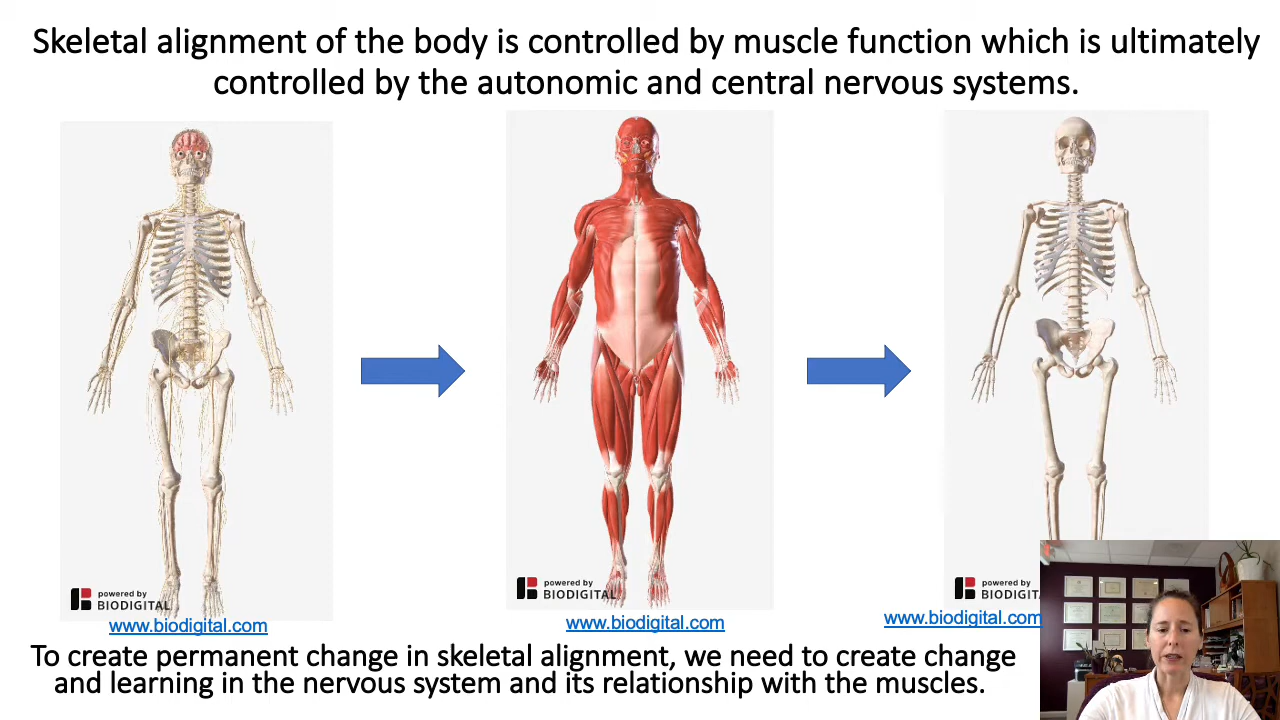 Skeletal alignment of the body is controlled by muscle function which is ultimately
controlled by the autonomic and central nervous systems.
powered by
BIODIGITAL
www.biodigital.com
powered by
BIODIGITAL
www.biodigital.com
powered by
www.biodigital.com
To create permanent change in skeletal alignment, we need to create change
and learning in the nervous system and its relationship with the muscles.